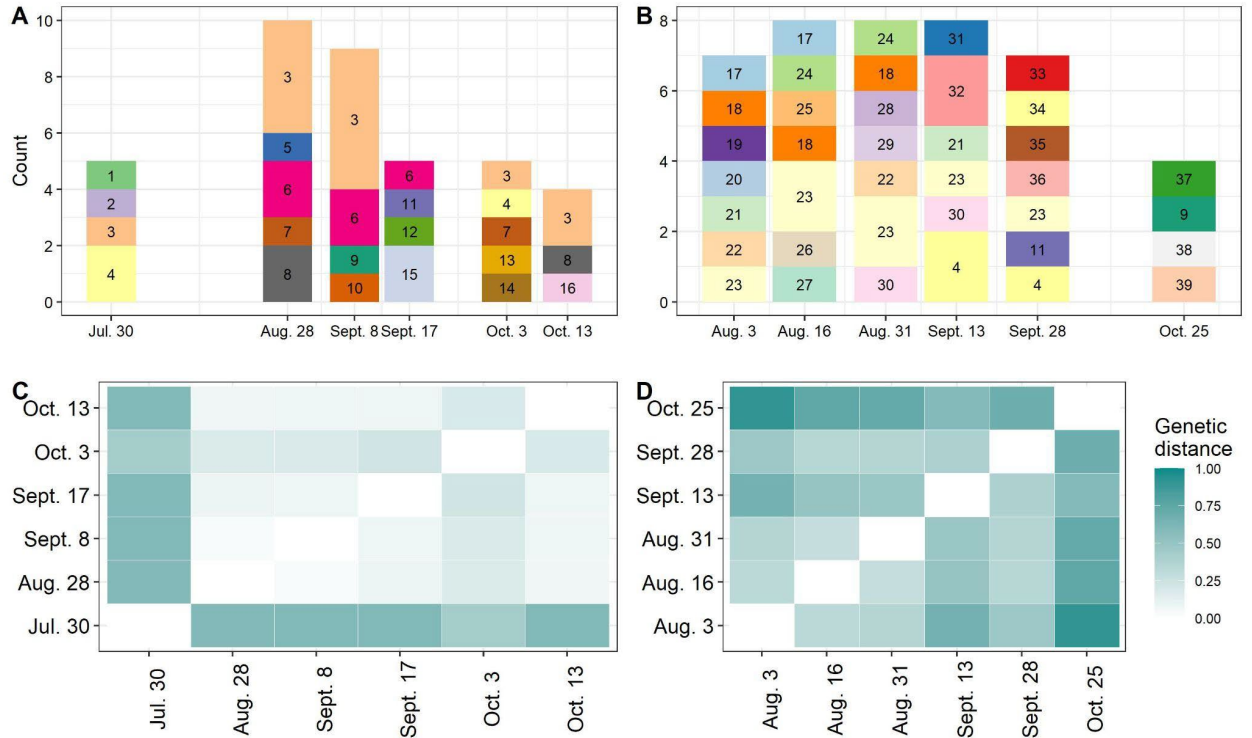 A
B
Count
10
8
6
4
2
0
1
2
3
4
3
5
6
7
8
3
6
9
10
6
11
12
15
3
4
7
13
14
3
8
16
Jul. 30
Aug. 28
Sept. 8
Sept. 17
Oct. 3
Oct. 13
8
6
4
2
0
17
18
19
20
21
22
23
17
24
25
18
23
26
27
24
18
28
29
22
23
30
31
32
21
23
30
4
33
34
35
36
23
11
4
37
9
38
39
Aug. 3
Aug. 16
Aug. 31
Sept. 13
Sept. 28
Oct. 25
C
Oct. 13
Oct. 3
Sept. 17
Sept. 8
Aug. 28
Jul. 30
Jul. 30
Aug. 28
Sept. 8
Sept. 17
Oct. 3
Oct. 13
D
Oct. 25
Sept. 28
Sept. 13
Aug. 31
Aug. 16
Aug. 3
Aug. 3
Aug. 16
Aug. 31
Sept. 13
Sept. 28
Oct. 25
Genetic
distance
1.00
0.75
0.50
0.25
0.00